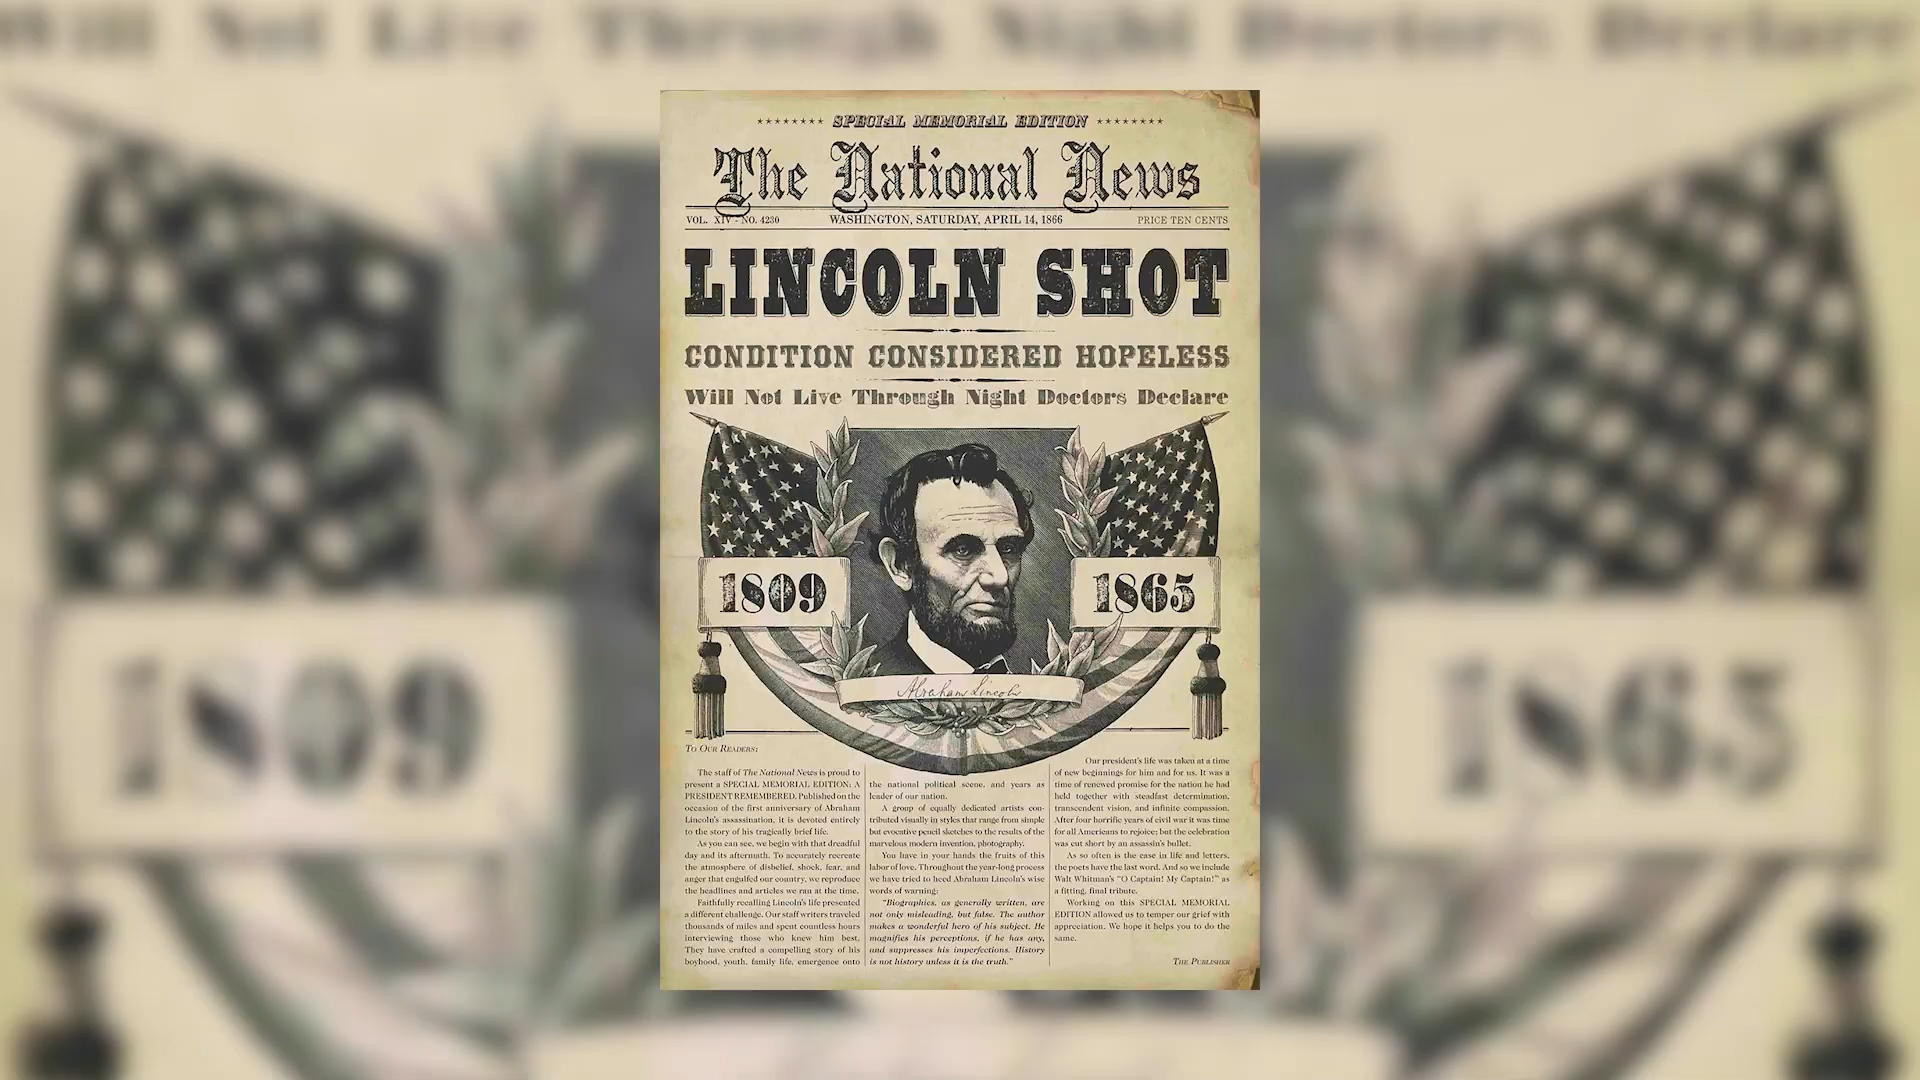 Will Not Live Through Night Doctors Declare
SPECIAL MEMORIAL EDITION
The National News
VOL. XIV - NO. 4230 WASHINGTON, SATURDAY, APRIL 14, 1866 PRICE TEN CENTS
LINCOLN SHOT
CONDITION CONSIDERED HOPELESS
Will Not Live Through Night Doctors Declare
1809
1865
1809
1865
Abraham Lincoln
TO OUR READERS:
The staff of The National News is proud to
present a SPECIAL MEMORIAL EDITION: A
PRESIDENT REMEMBERED. Published on the
occasion of the first anniversary of Abraham
Lincoln's assassination, it is devoted entirely
to the story of his tragically brief life.
As you can see, we begin with that dreadful
day and its aftermath. To accurately recreate
the atmosphere of disbelief, shock, fear, and
anger that engulfed our country, we reproduce
the headlines and articles we ran at the time.
Faithfully recalling Lincoln's life presented
a different challenge. Our staff writers traveled
thousands of miles and spent countless hours
interviewing those who knew him best.
They have crafted a compelling story of his
boyhood, youth, family life, emergence onto
the national political scene, and years as
leader of our nation.
A group of equally dedicated artists con-
tributed visually in styles that range from simple
but evocative pencil sketches to the results of the
marvelous modern invention, photography.
You have in your hands the fruits of this
labor of love. Throughout the year-long process
we have tried to heed Abraham Lincoln's wise
words of warning:
"Biographies, as generally written, are
not only misleading, but false. The author
makes a wonderful hero of his subject. He
magnifies his perceptions, if he has any,
and suppresses his imperfections. History
is not history unless it is the truth."
Our president's life was taken at a time
of new beginnings for him and for us. It was a
time of renewed promise for the nation he had
held together with steadfast determination,
transcendent vision, and infinite compassion.
After four horrific years of civil war it was time
for all Americans to rejoice; but the celebration
was cut short by an assassin's bullet.
As so often is the case in life and letters,
the poets have the last word. And so we include
Walt Whitman's "O Captain! My Captain!" as
a fitting, final tribute.
Working on this SPECIAL MEMORIAL
EDITION allowed us to temper our grief with
appreciation. We hope it helps you to do the
same.
THE PUBLISHER